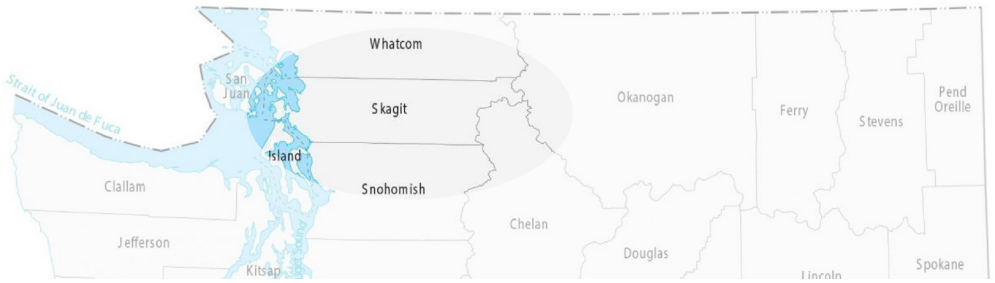 Whatcom
San
Juan
Strait of Juan de Fuca
Skagit
Okanogan
Ferry
Stevens
Pend
Oreille
Island
Clallam
Snohomish
Chelan
Jefferson
Douglas
Kitsap
Lincoln
Spokane